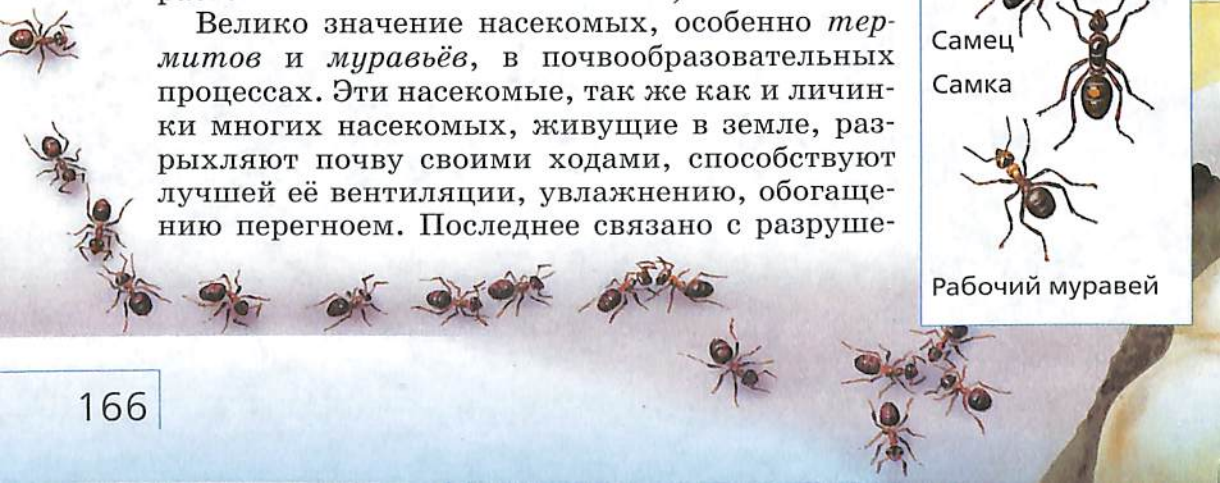 Велико значение насекомых, особенно тер-
митов и муравьёв, в почвообразовательных
процессах. Эти насекомые, так же как и личин-
ки многих насекомых, живущие в земле, раз-
рыхляют почву своими ходами, способствуют
лучшей её вентиляции, увлажнению, обогаще-
нию перегноем. Последнее связано с разруше-
Самец
Самка
Рабочий муравей
166